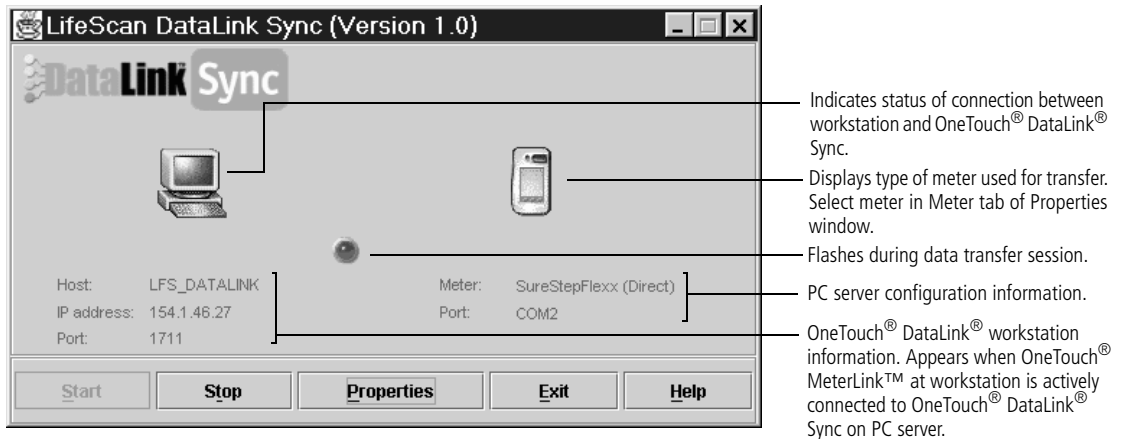 LifeScan DataLink Sync (Version 1.0)
DataLink Sync
Host: LFS_DATALINK
IP address: 154.1.46.27
Port: 1711
Meter: SureStepFlexx (Direct)
Port: COM2
Start Stop Properties Exit Help
Indicates status of connection between
workstation and OneTouch® DataLink®
Sync.
Displays type of meter used for transfer.
Select meter in Meter tab of Properties
window.
Flashes during data transfer session.
PC server configuration information.
OneTouch® DataLink® workstation
information. Appears when OneTouch®
MeterLink™ at workstation is actively
connected to OneTouch® DataLink®
Sync on PC server.